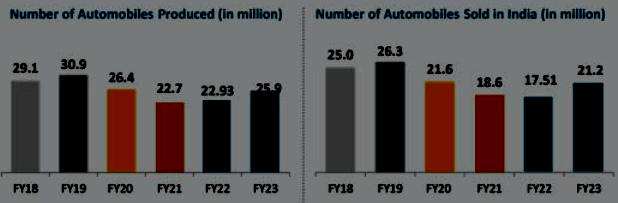 Number of Automobiles Produced (in million)
29.1 30.9 26.4 22.7 22.93 25.9
FY18 FY19 FY20 FY21 FY22 FY23
Number of Automobiles Sold in India (in million)
25.0 26.3 21.6 18.6 17.51 21.2
FY18 FY19 FY20 FY21 FY22 FY23